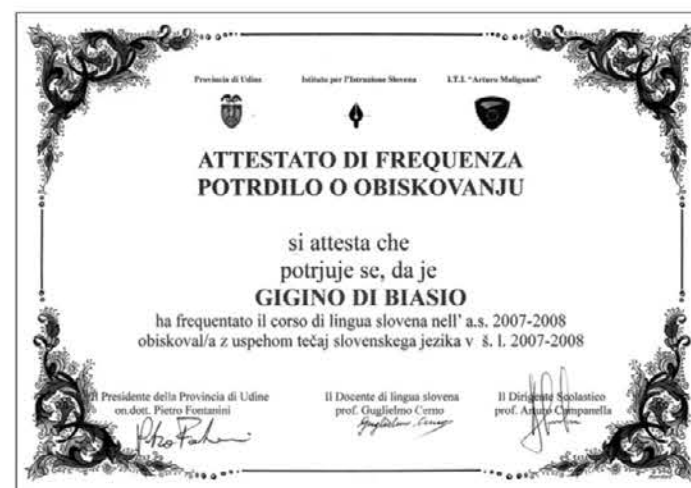 Provincia di Udine
Istituto per l'Istruzione Slovena
I.T.I. "Arturo Malignani"
ATTESTATO DI FREQUENZA
POTRDILO O OBISKOVANJU
si attesta che
potrjuje se, da je
GIGINO DI BIASIO
ha frequentato il corso di lingua slovena nell' a.s. 2007-2008
obiskoval/a z uspehom tečaj slovenskega jezika v š. l. 2007-2008
Il Presidente della Provincia di Udine
on.dott. Pietro Fontanini
Il Docente di lingua slovena
prof. Guglielmo Cerno
Guglielmo Cerno
Il Dirigente Scolastico
prof. Arturo Campanella